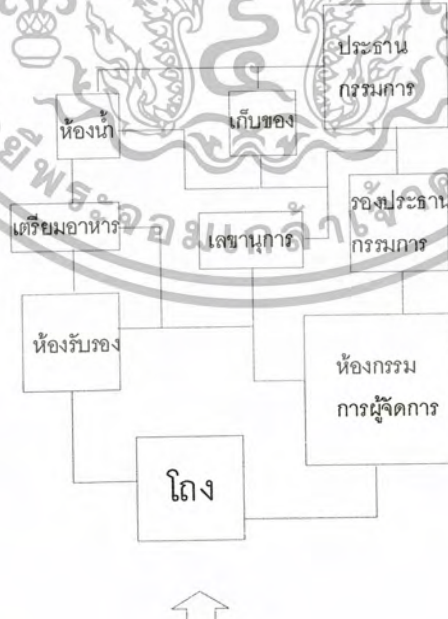 ประธาน
กรรมการ
ห้องน้ำ
เก็บของ
เตรียมอาหาร
เลขานุการ
รองประธาน
กรรมการ
ห้องรับรอง
ห้องกรรม
การผู้จัดการ
โถง